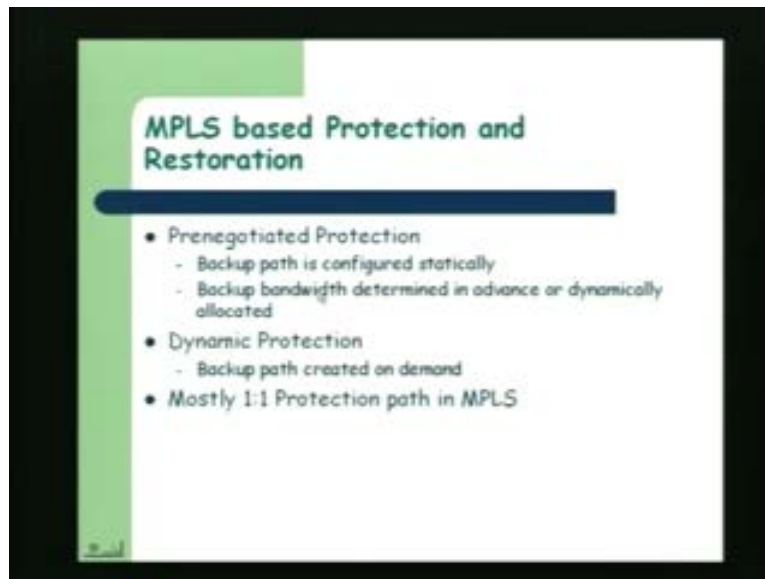 MPLS based Protection and
Restoration
• Prenegotiated Protection
- Backup path is configured statically
- Backup bandwidth determined in advance or dynamically
allocated
• Dynamic Protection
- Backup path created on demand
• Mostly 1:1 Protection path in MPLS